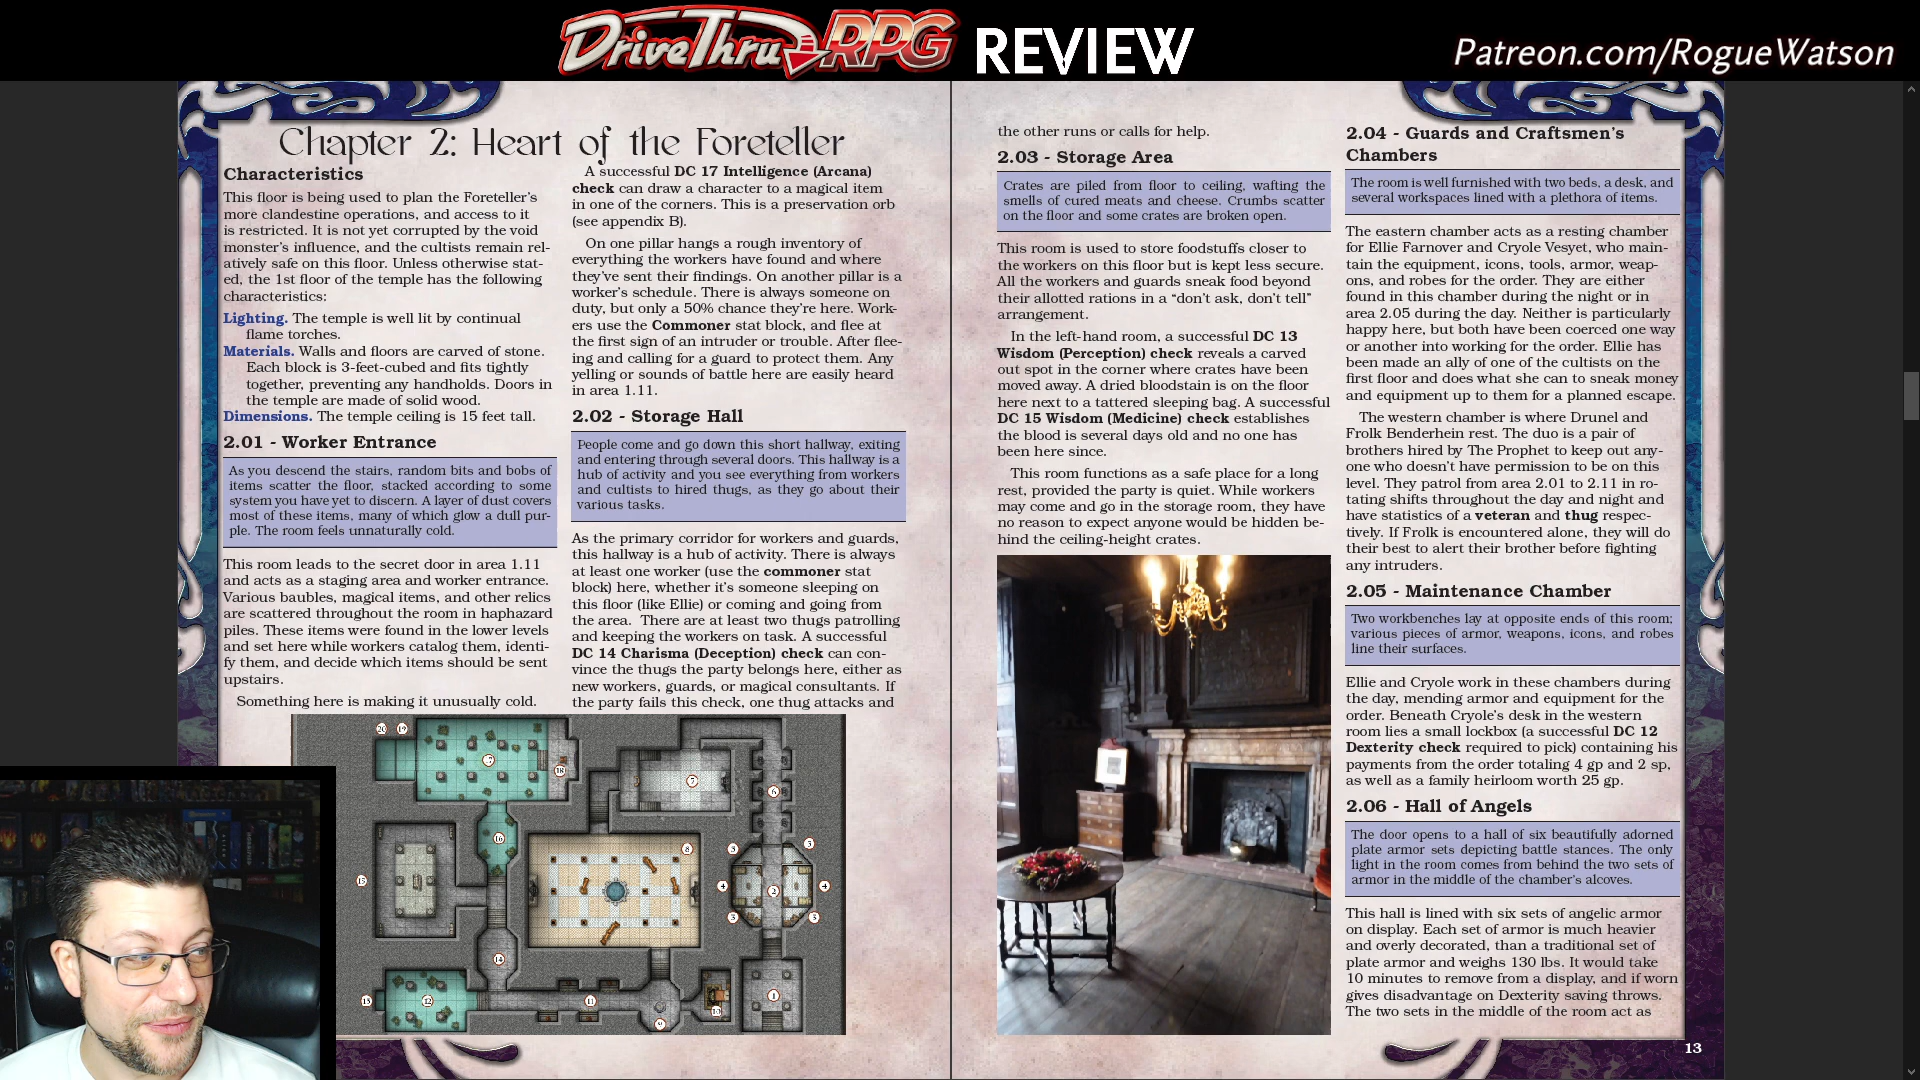 DriveThruRPG REVIEW
Patreon.com/RogueWatson
Chapter 2: Heart of the Foreteller
Characteristics
This floor is being used to plan the Foreteller's
more clandestine operations, and access to it
is restricted. It is not yet corrupted by the void
monster's influence, and the cultists remain rel-
atively safe on this floor. Unless otherwise stat-
ed, the 1st floor of the temple has the following
characteristics:
Lighting. The temple is well lit by continual
flame torches.
Materials. Walls and floors are carved of stone.
Each block is 3-feet-cubed and fits tightly
together, preventing any handholds. Doors in
the temple are made of solid wood.
Dimensions. The temple ceiling is 15 feet tall.
2.01 - Worker Entrance
As you descend the stairs, random bits and bobs of
items scatter the floor, stacked according to some
system you have yet to discern. A layer of dust covers
most of these items, many of which glow a dull pur-
ple. The room feels unnaturally cold.
This room leads to the secret door in area 1.11
and acts as a staging area and worker entrance.
Various baubles, magical items, and other relics
are scattered throughout the room in haphazard
piles. These items were found in the lower levels
and set here while workers catalog them, identi-
fy them, and decide which items should be sent
upstairs.
Something here is making it unusually cold.
A successful DC 17 Intelligence (Arcana)
check can draw a character to a magical item
in one of the corners. This is a preservation orb
(see appendix B).
On one pillar hangs a rough inventory of
everything the workers have found and where
they've sent their findings. On another pillar is a
worker's schedule. There is always someone on
duty, but only a 50% chance they're here. Work-
ers use the Commoner stat block, and flee at
the first sign of an intruder or trouble. After flee-
ing and calling for a guard to protect them. Any
yelling or sounds of battle here are easily heard
in area 1.11.
2.02 - Storage Hall
People come and go down this short hallway, exiting
and entering through several doors. This hallway is a
hub of activity and you see everything from workers
and cultists to hired thugs, as they go about their
various tasks.
As the primary corridor for workers and guards,
this hallway is a hub of activity. There is always
at least one worker (use the commoner stat
block) here, whether it's someone sleeping on
this floor (like Ellie) or coming and going from
the area. There are at least two thugs patrolling
and keeping the workers on task. A successful
DC 14 Charisma (Deception) check can con-
vince the thugs the party belongs here, either as
new workers, guards, or magical consultants. If
the party fails this check, one thug attacks and
20 19
17
18
7
6
16
8
3
5
15
4
2
4
3
5
14
13
12
11
10
1
9
the other runs or calls for help.
2.03 - Storage Area
Crates are piled from floor to ceiling, wafting the
smells of cured meats and cheese. Crumbs scatter
on the floor and some crates are broken open.
This room is used to store foodstuffs closer to
the workers on this floor but is kept less secure.
All the workers and guards sneak food beyond
their allotted rations in a "don't ask, don't tell"
arrangement.
In the left-hand room, a successful DC 13
Wisdom (Perception) check reveals a carved
out spot in the corner where crates have been
moved away. A dried bloodstain is on the floor
here next to a tattered sleeping bag. A successful
DC 15 Wisdom (Medicine) check establishes
the blood is several days old and no one has
been here since.
This room functions as a safe place for a long
rest, provided the party is quiet. While workers
may come and go in the storage room, they have
no reason to expect anyone would be hidden be-
hind the ceiling-height crates.
2.04 - Guards and Craftsmen's
Chambers
The room is well furnished with two beds, a desk, and
several workspaces lined with a plethora of items.
The eastern chamber acts as a resting chamber
for Ellie Farnover and Cryole Vesyet, who main-
tain the equipment, icons, tools, armor, weap-
ons, and robes for the order. They are either
found in this chamber during the night or in
area 2.05 during the day. Neither is particularly
happy here, but both have been coerced one way
or another into working for the order. Ellie has
been made an ally of one of the cultists on the
first floor and does what she can to sneak money
and equipment up to them for a planned escape.
The western chamber is where Drunel and
Frolk Benderhein rest. The duo is a pair of
brothers hired by The Prophet to keep out any-
one who doesn't have permission to be on this
level. They patrol from area 2.01 to 2.11 in ro-
tating shifts throughout the day and night and
have statistics of a veteran and thug respec-
tively. If Frolk is encountered alone, they will do
their best to alert their brother before fighting
any intruders.
2.05 - Maintenance Chamber
Two workbenches lay at opposite ends of this room;
various pieces of armor, weapons, icons, and robes
line their surfaces.
Ellie and Cryole work in these chambers during
the day, mending armor and equipment for the
order. Beneath Cryole's desk in the western
room lies a small lockbox (a successful DC 12
Dexterity check required to pick) containing his
payments from the order totaling 4 gp and 2 sp,
as well as a family heirloom worth 25 gp.
2.06 - Hall of Angels
The door opens to a hall of six beautifully adorned
plate armor sets depicting battle stances. The only
light in the room comes from behind the two sets of
armor in the middle of the chamber's alcoves.
This hall is lined with six sets of angelic armor
on display. Each set of armor is much heavier
and overly decorated, than a traditional set of
plate armor and weighs 130 lbs. It would take
10 minutes to remove from a display, and if worn
gives disadvantage on Dexterity saving throws.
The two sets in the middle of the room act as
13